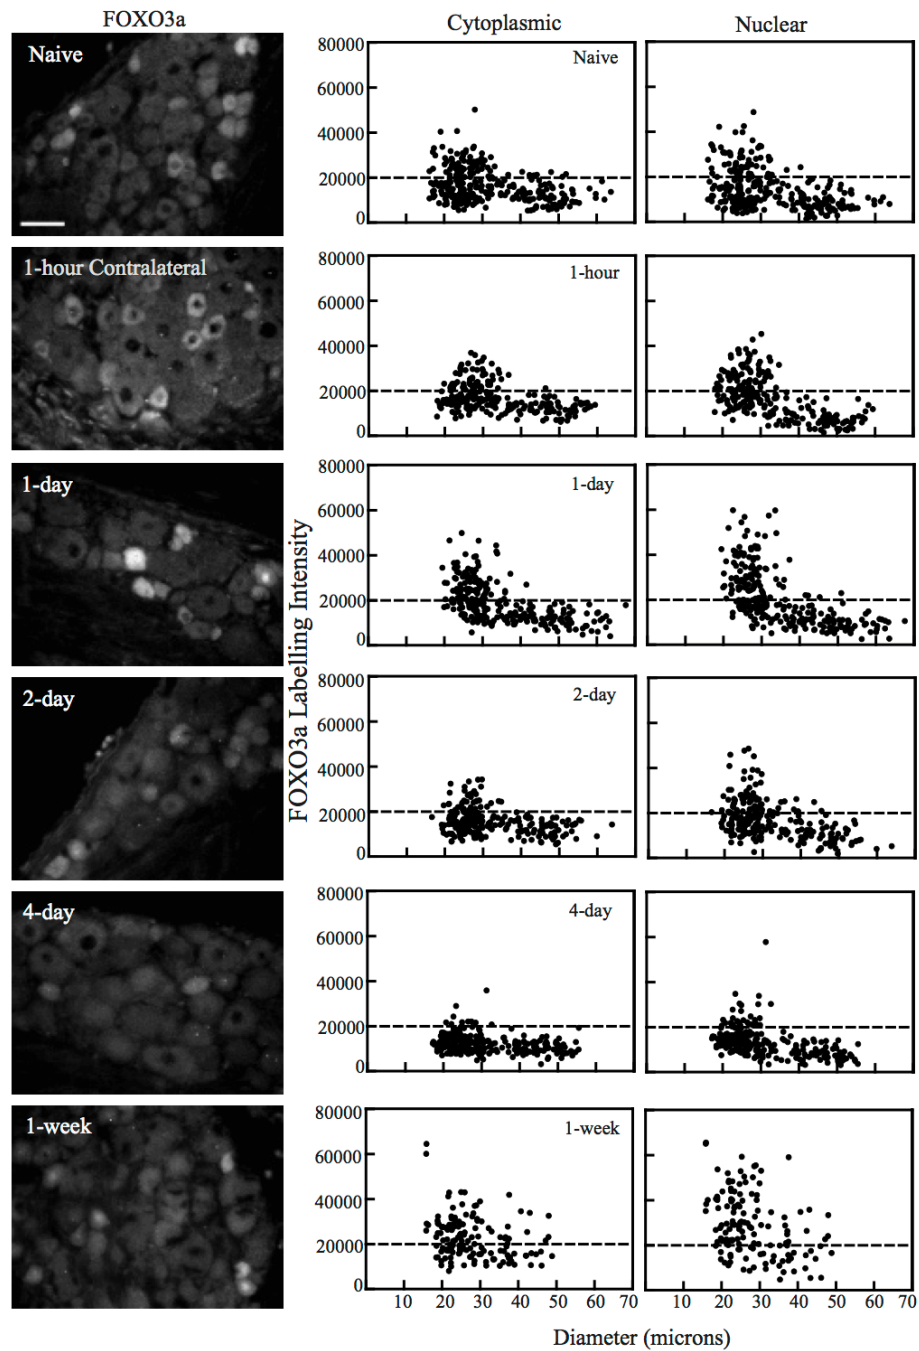 FOXO3a
Cytoplasmic
Nuclear
Naive
80000
60000
40000
20000
0
Naive
1-hour Contralateral
80000
60000
40000
20000
0
1-hour
1-day
80000
60000
40000
20000
0
1-day
FOXO3a Labelling Intensity
2-day
80000
60000
40000
20000
0
2-day
4-day
80000
60000
40000
20000
0
4-day
1-week
80000
60000
40000
20000
0
1-week
10 20 30 40 50 60 70
10 20 30 40 50 60 70
Diameter (microns)